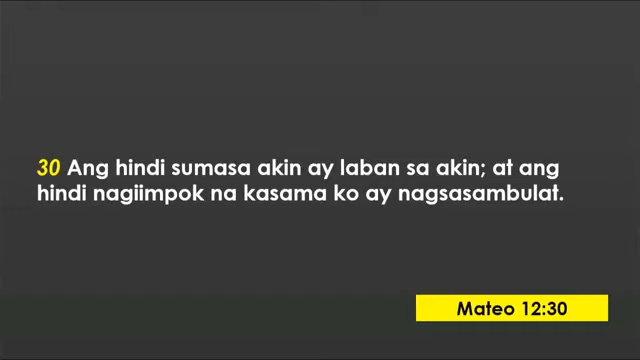 30 Ang hindi sumasa akin ay laban sa akin; at ang
hindi nagiimpok na kasama ko ay nagsasambulat.
Mateo 12:30